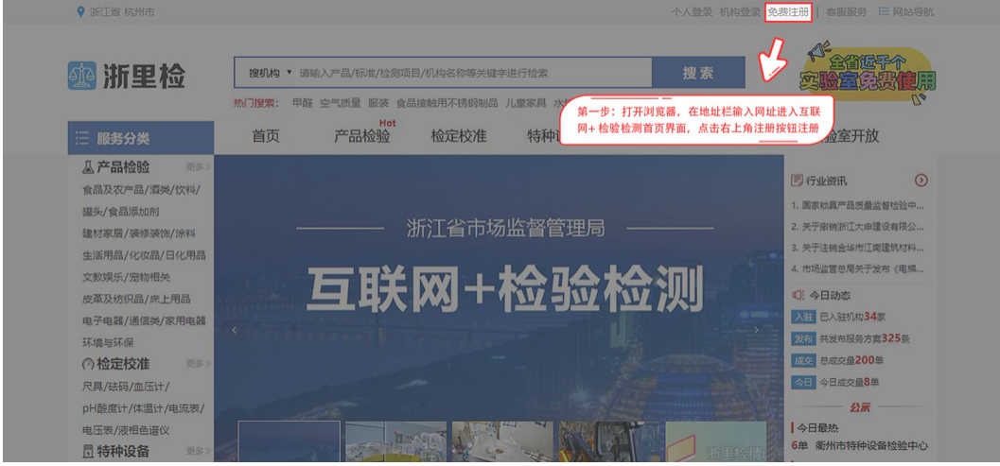 浙江省 杭州市
个人登录 机构登录 免费注册 | 客服服务 网站导航
浙里检
搜机构 请输入产品/标准/检测项目/机构名称等关键字进行检索
搜索
全省近千个
实验室免费使用
热门搜索： 甲醛 空气质量 服装 食品接触用不锈钢制品 儿童家具
第一步：打开浏览器，在地址栏输入网址进入互联
网+检验检测首页界面，点击右上角注册按钮注册
服务分类
首页
产品检验
Hot
检定校准
特种
室开放
产品检验 更多>
食品及农产品/酒类/饮料/
罐头/食品添加剂
建材家居/装修装饰/涂料
生活用品/化妆品/日化用品
文教娱乐/宠物相关
皮革及纺织品/床上用品
电子电器/通信类/家用电器
环境与环保
检定校准 更多>
尺具/砝码/血压计/
pH酸度计/体温计/电流表/
电压表/液相色谱仪
特种设备 更多>
浙江省市场监督管理局
互联网+检验检测
浙里检精
行业资讯
1. 国家锁具产品质量监督检验中...
2. 关于撤销浙江大申建设有限公...
3. 关于注销金华市江南建筑材料...
4. 市场监管总局关于发布《电梯...
今日动态
入驻 已入驻机构34家
发布 共发布服务方案325条
成交 总成交量200单
今日 今日成交量8单
公示
今日最热
6单 衢州市特种设备检验中心